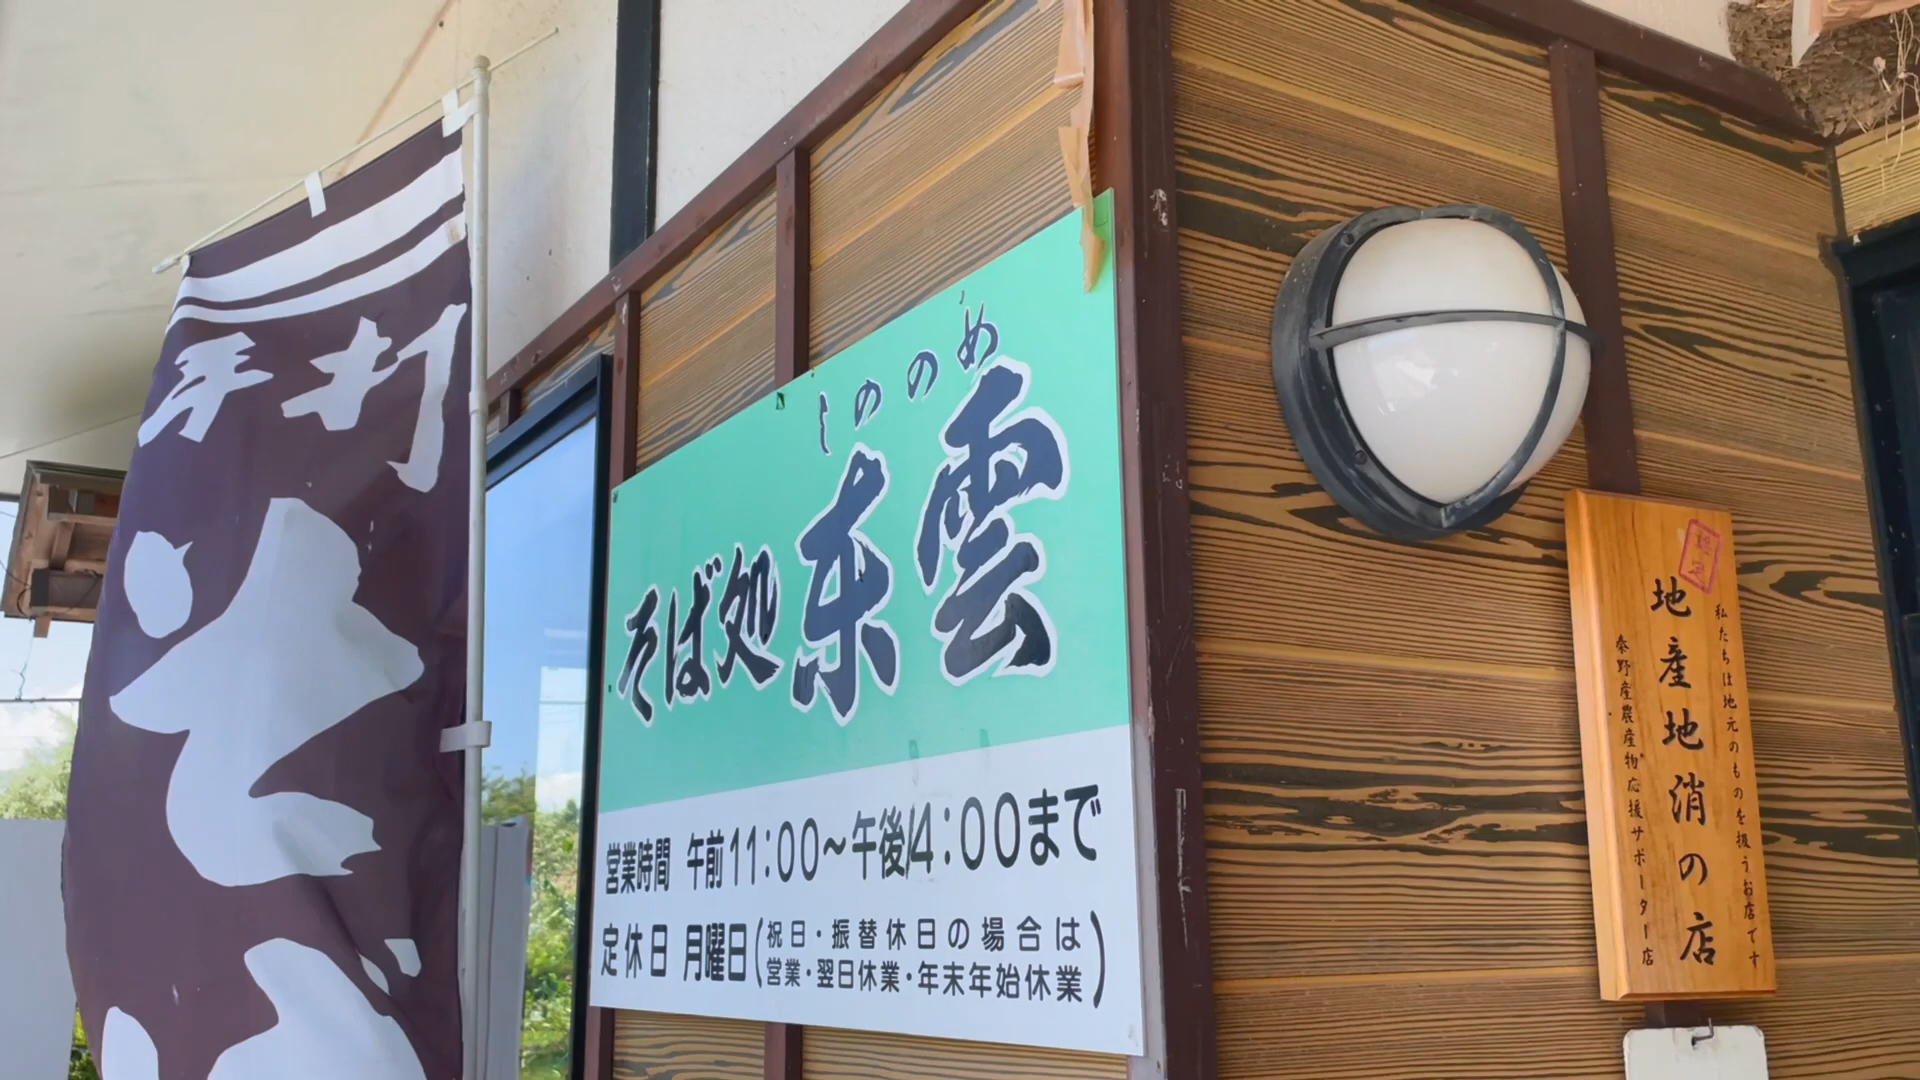 手打
そば
しののめ
そば処 東雲
営業時間 午前11:00～午後4:00まで
定休日 月曜日(祝日・振替休日の場合は
営業・翌日休業・年末年始休業)
認定
私たちは地元のものを扱うお店です
地産地消の店
秦野産農産物応援サポーター店